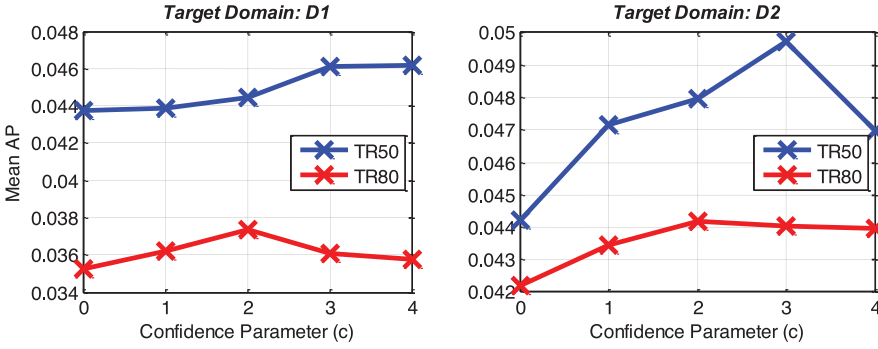 Target Domain: D1
Mean AP
0.048
0.046
0.044
0.042
0.04
0.038
0.036
0.034
0 1 2 3 4
Confidence Parameter (c)
TR50
TR80
Target Domain: D2
0.05
0.049
0.048
0.047
0.046
0.045
0.044
0.043
0.042
0 1 2 3 4
Confidence Parameter (c)
TR50
TR80